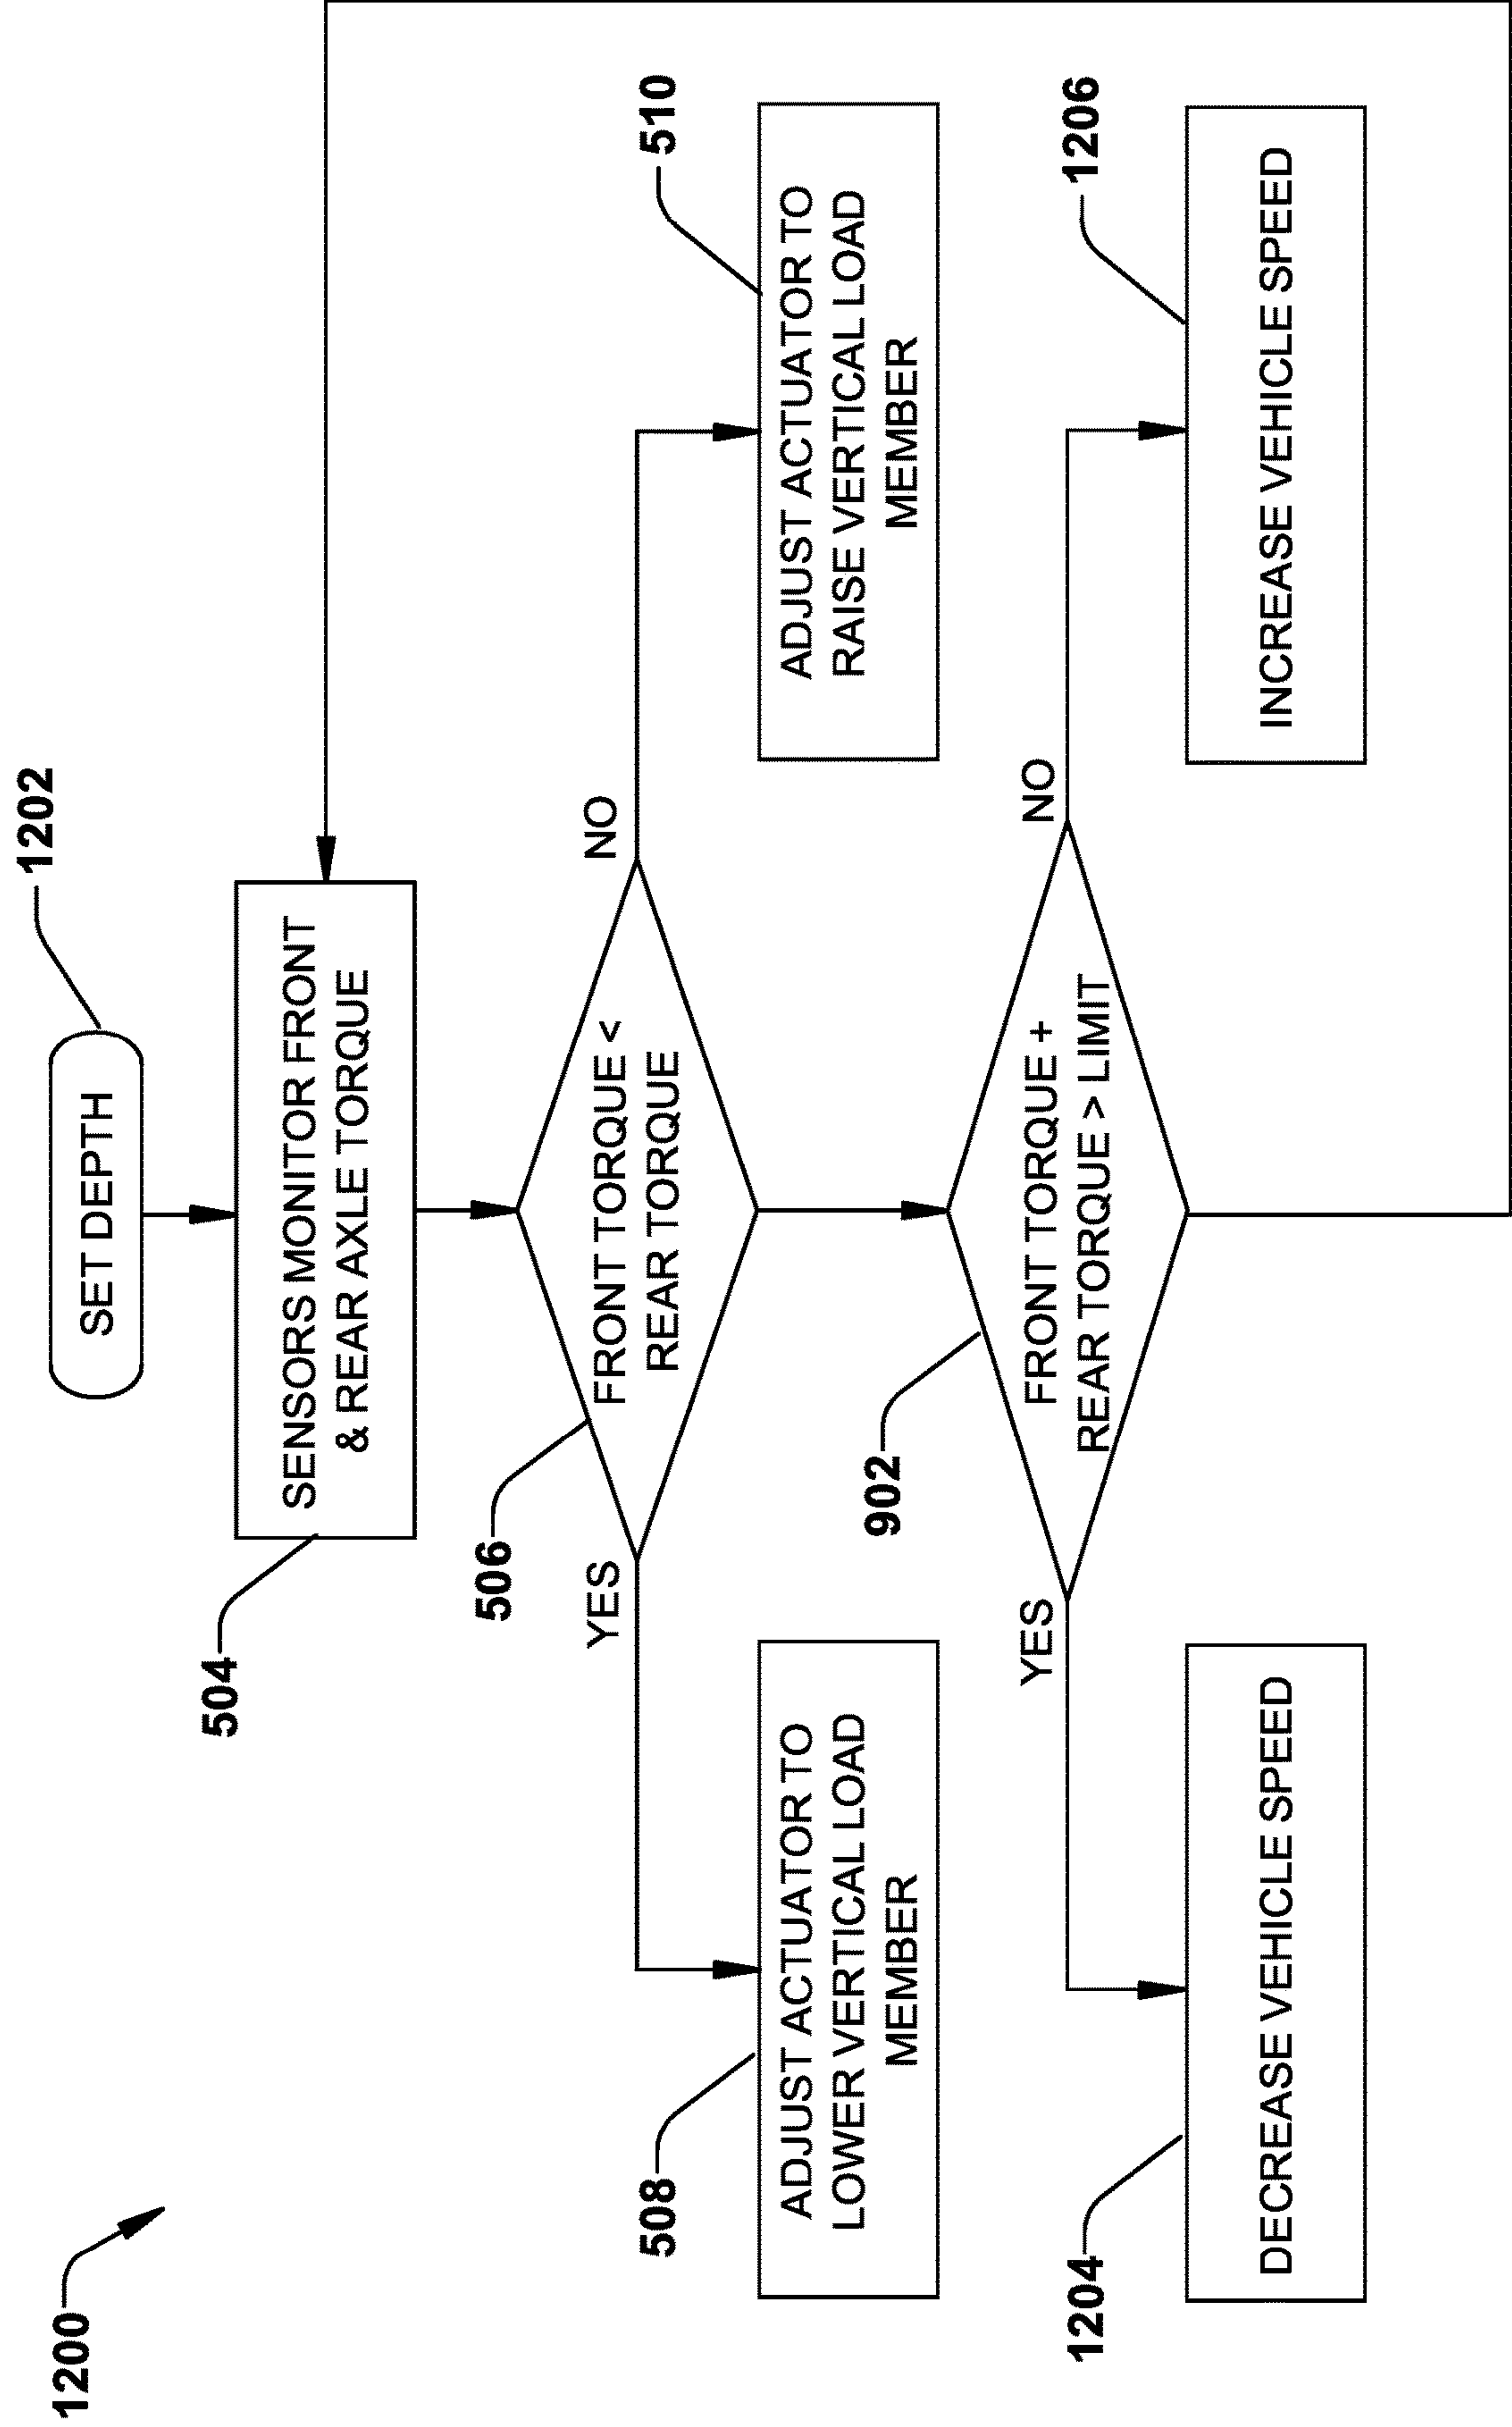 1200
1202
SET DEPTH
504
SENSORS MONITOR FRONT
& REAR AXLE TORQUE
506
FRONT TORQUE <
REAR TORQUE
YES
NO
508
ADJUST ACTUATOR TO
LOWER VERTICAL LOAD
MEMBER
510
ADJUST ACTUATOR TO
RAISE VERTICAL LOAD
MEMBER
902
FRONT TORQUE +
REAR TORQUE > LIMIT
YES
NO
1204
DECREASE VEHICLE SPEED
1206
INCREASE VEHICLE SPEED